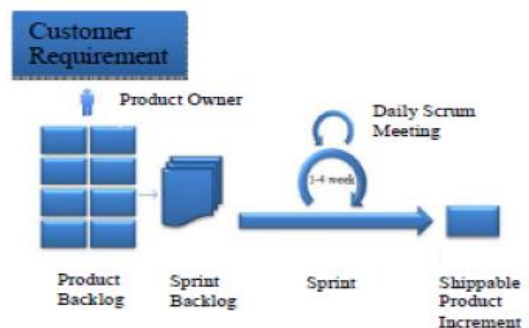 Customer
Requirement
Product Owner
Daily Scrum
Meeting
1-4 week
Product
Backlog
Sprint
Backlog
Sprint
Shippable
Product
Increment